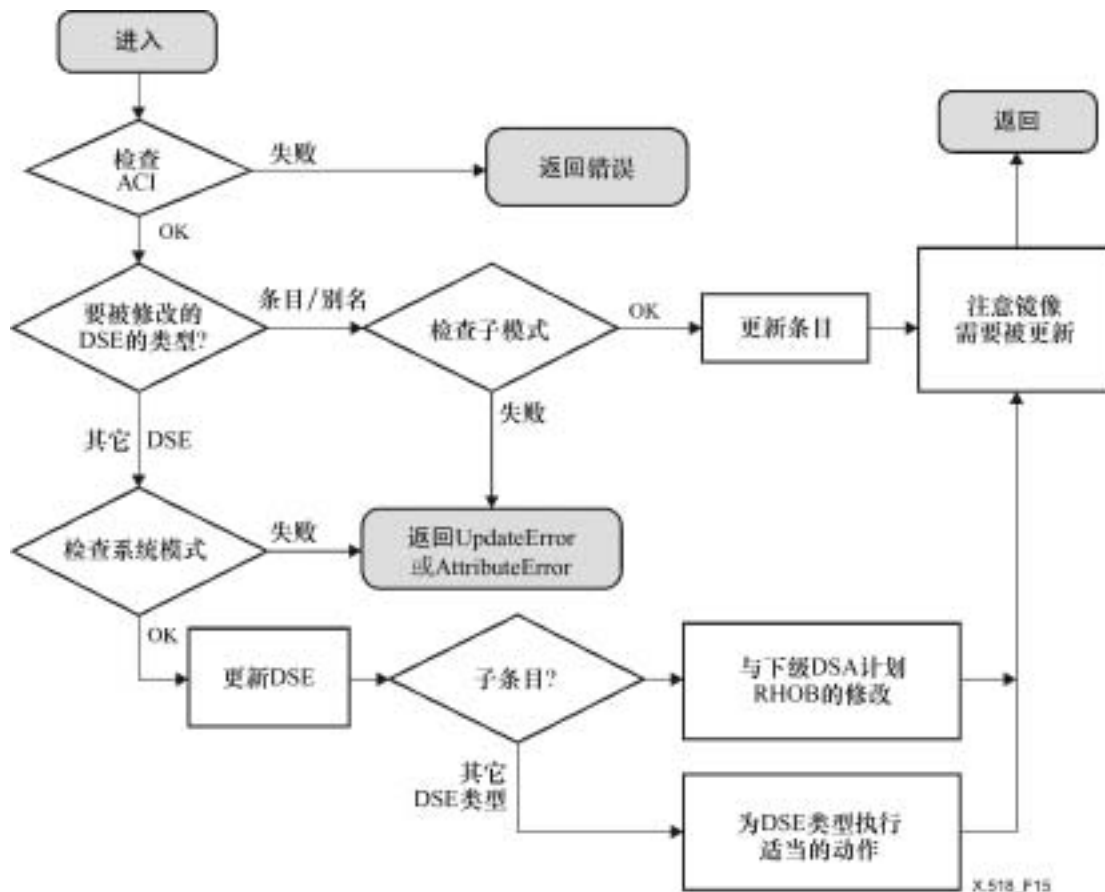 进入
返回
检查
ACI
失败
返回错误
OK
要被修改的
DSE的类型?
条目/别名
检查子模式
OK
更新条目
注意镜像
需要被更新
失败
其它 DSE
检查系统模式
失败
返回UpdateError
或AttributeError
OK
更新DSE
子条目?
与下级DSA计划
RHOB的修改
其它
DSE类型
为DSE类型执行
适当的动作
X.518_F15